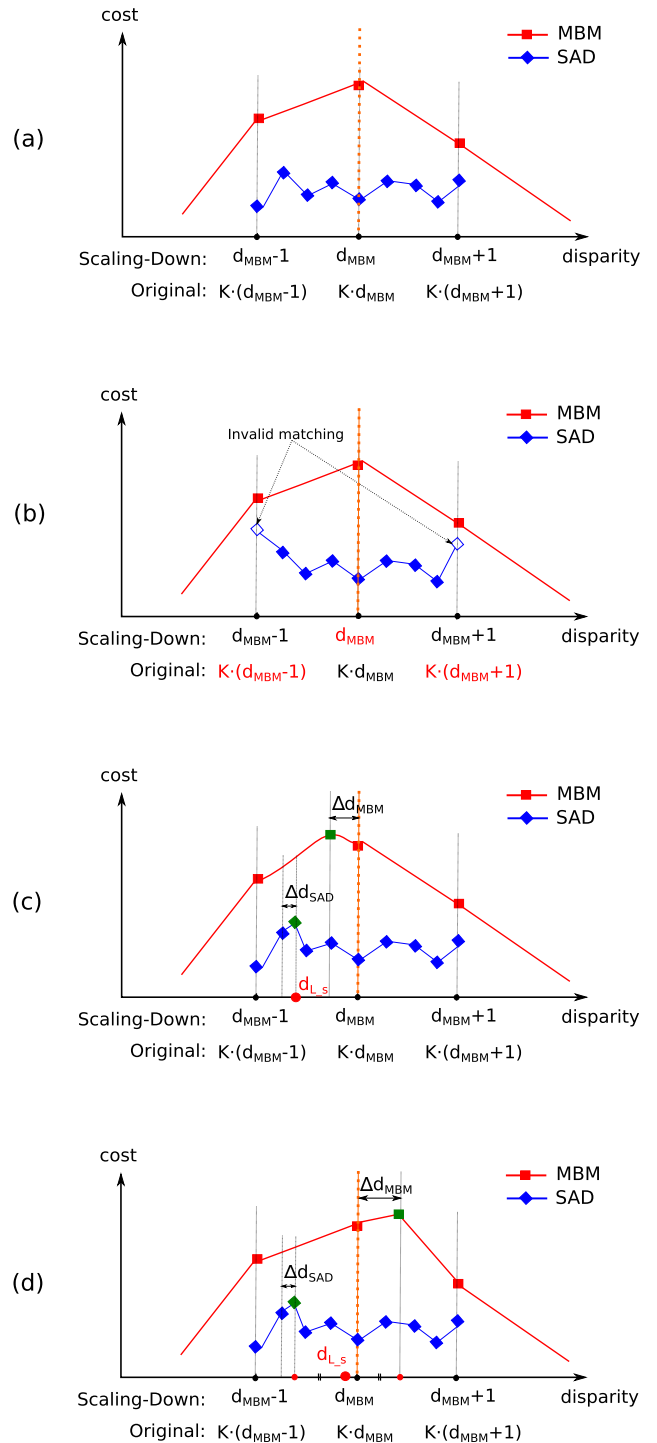 cost
MBM
SAD
(a)
Scaling-Down: d_MBM-1 d_MBM d_MBM+1 disparity
Original: K·(d_MBM-1) K·d_MBM K·(d_MBM+1)
cost
MBM
SAD
Invalid matching
(b)
Scaling-Down: d_MBM-1 d_MBM d_MBM+1 disparity
Original: K·(d_MBM-1) K·d_MBM K·(d_MBM+1)
cost
MBM
Δd_MBM
SAD
Δd_SAD
(c)
d_L_s
Scaling-Down: d_MBM-1 d_MBM d_MBM+1 disparity
Original: K·(d_MBM-1) K·d_MBM K·(d_MBM+1)
cost
MBM
Δd_MBM
SAD
Δd_SAD
(d)
d_L_s
Scaling-Down: d_MBM-1 d_MBM d_MBM+1 disparity
Original: K·(d_MBM-1) K·d_MBM K·(d_MBM+1)